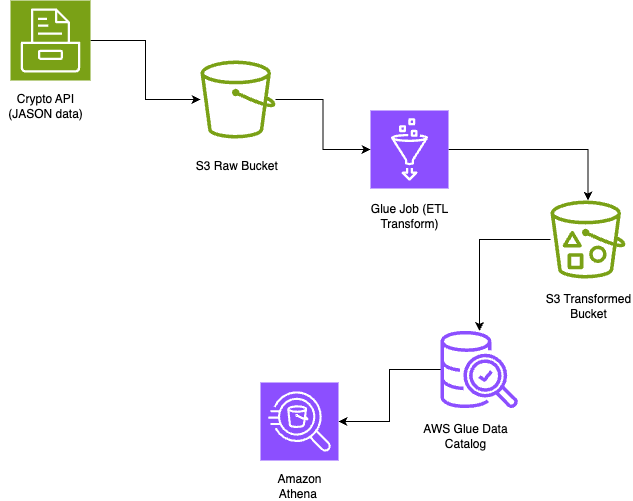 Crypto API
(JASON data)
S3 Raw Bucket
Glue Job (ETL
Transform)
S3 Transformed
Bucket
AWS Glue Data
Catalog
Amazon
Athena